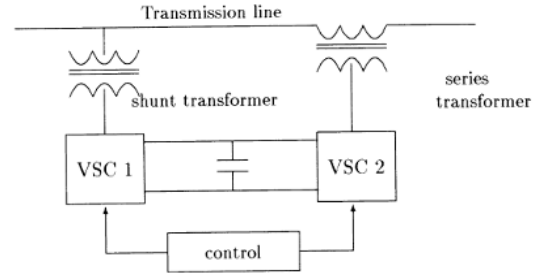 Transmission line
series
transformer
shunt transformer
VSC 1
VSC 2
control